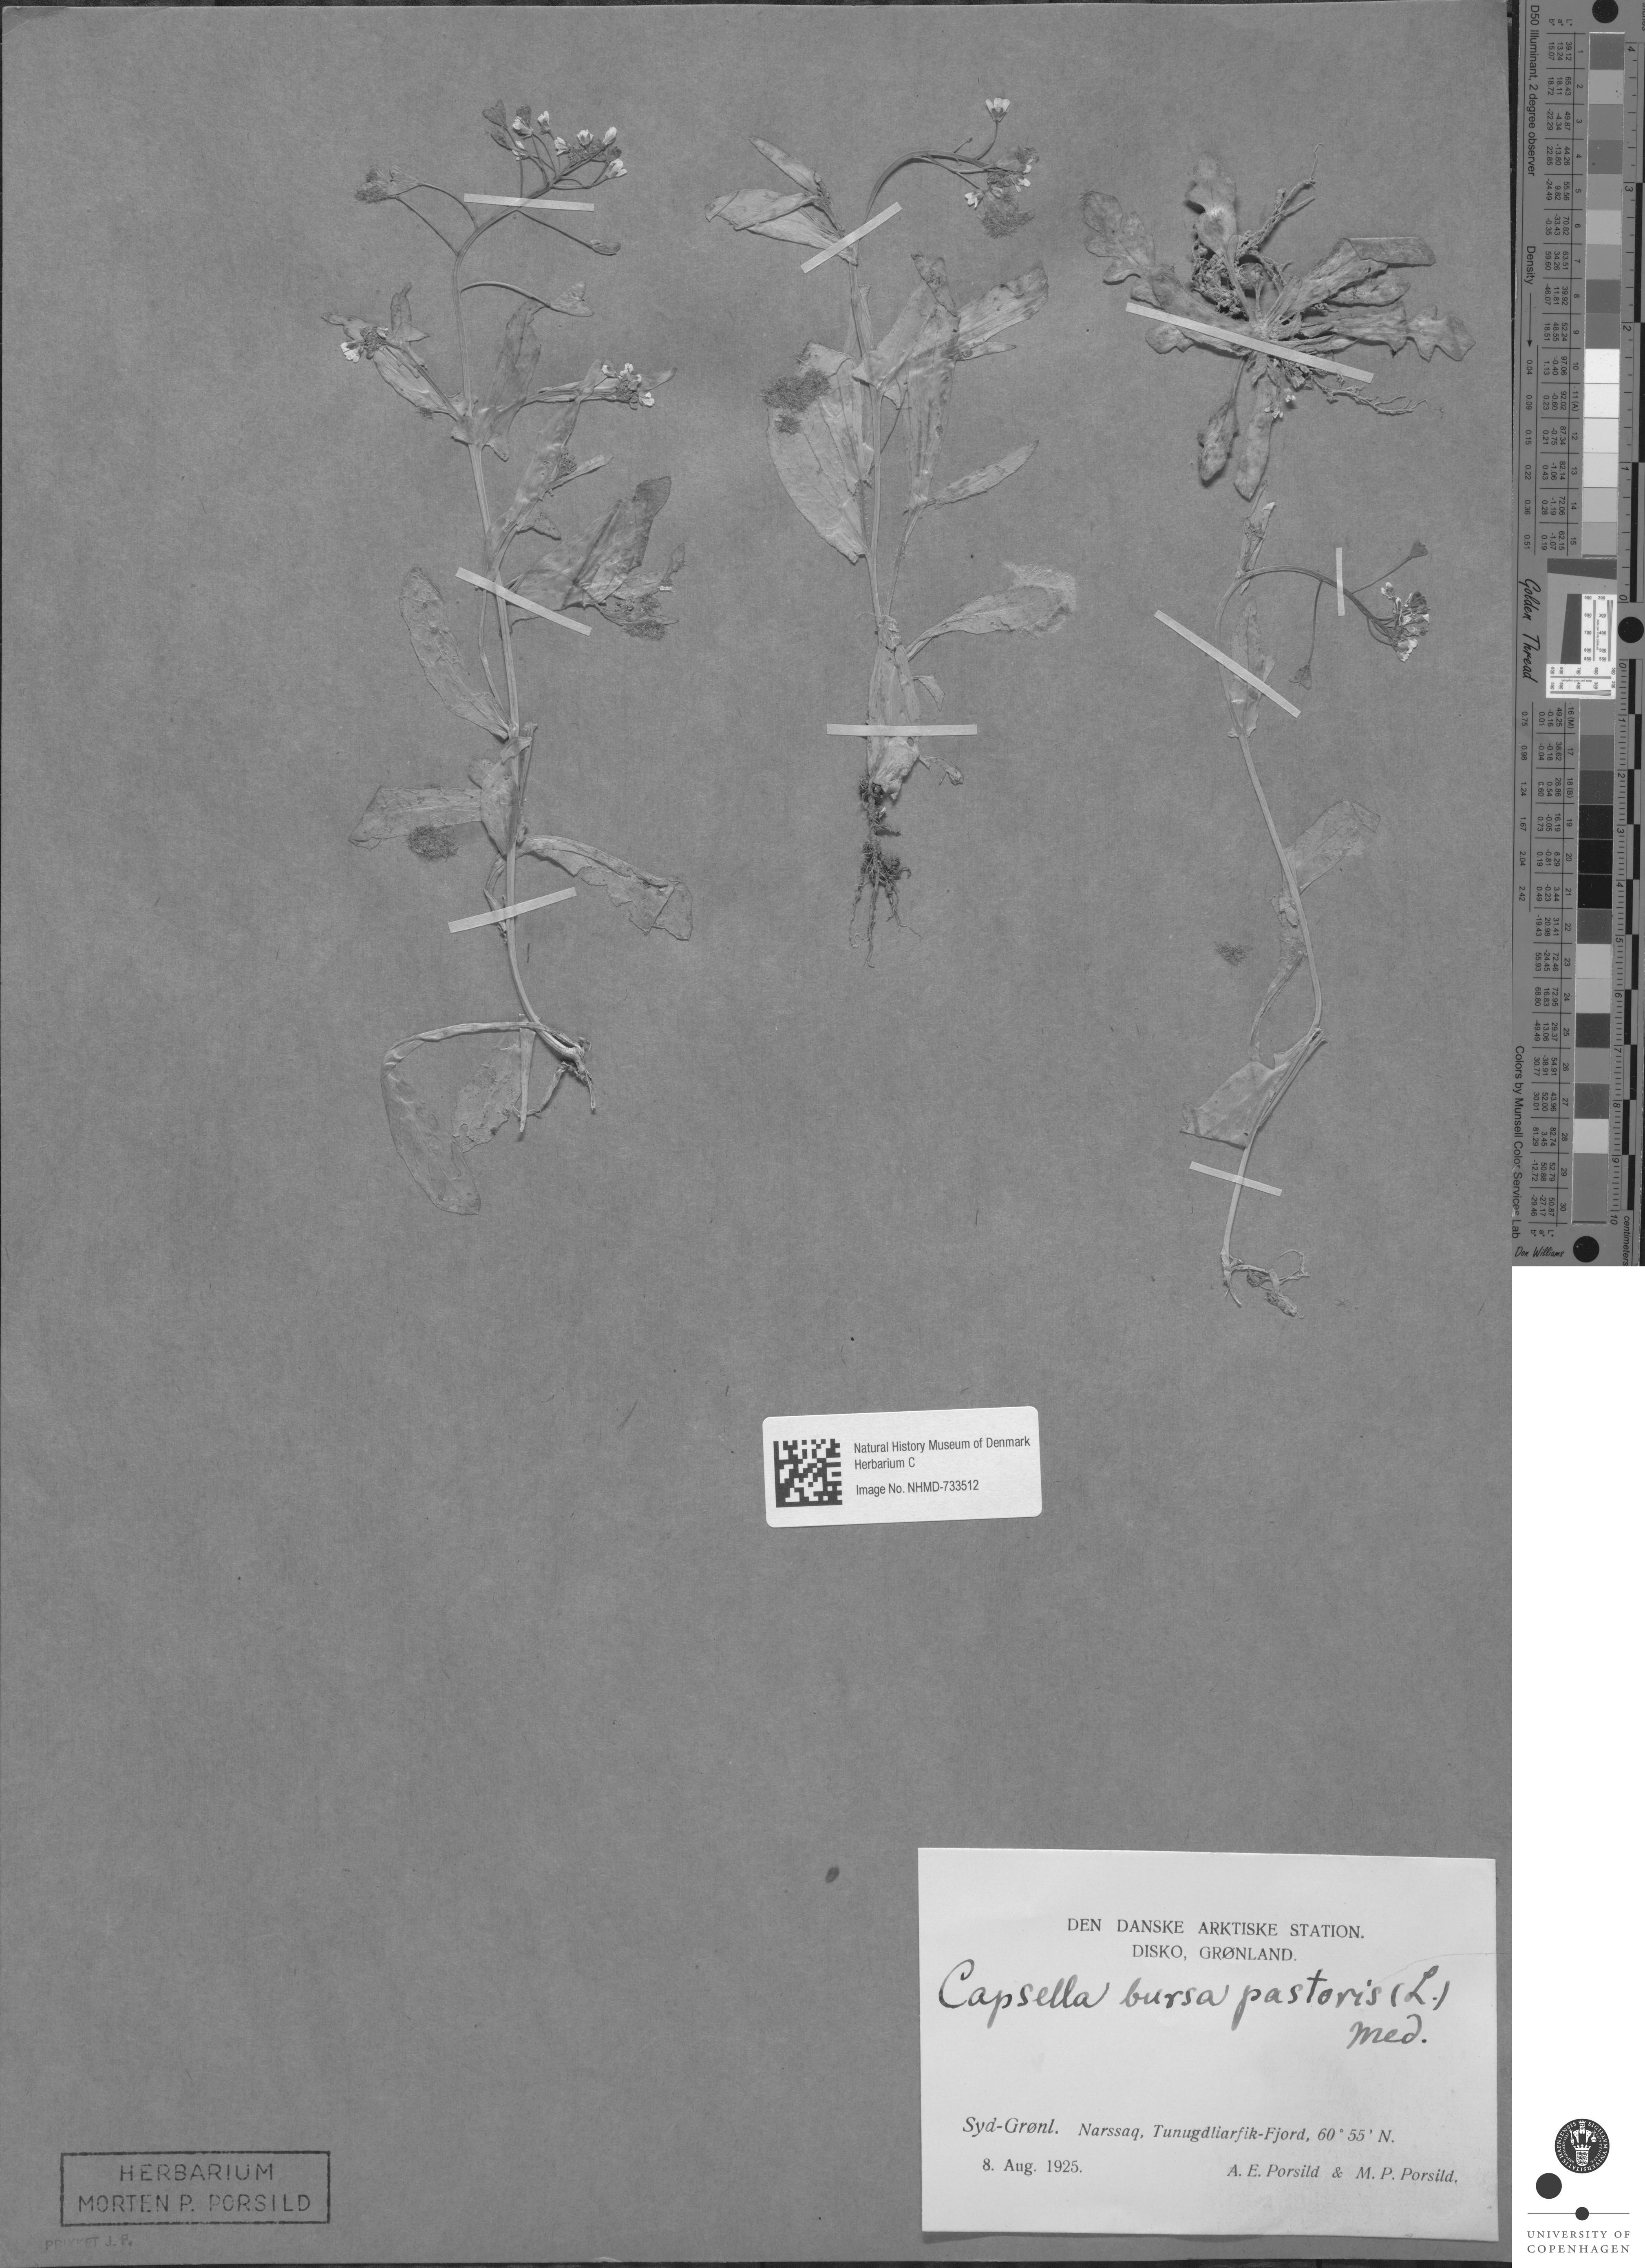 Natural History Museum of Denmark
Herbarium C
Image No. NHMD-733512
DEN DANSKE ARKTISKE STATION.
DISKO, GRØNLAND.
Capsella bursa pastoris (L.)
Med.
Syd-Grønl. Narssaq, Tunugdliarfik-Fjord, 60° 55' N.
8. Aug. 1925.
A. E. Porsild & M. P. Porsild.
HERBARIUM
MORTEN P. PORSILD
D50 Illuminant, 2 degree observer
Density
Golden Thread
Colors by Munsell Color Services Lab
Don Williams
centimeters
UNIVERSITY OF
COPENHAGEN